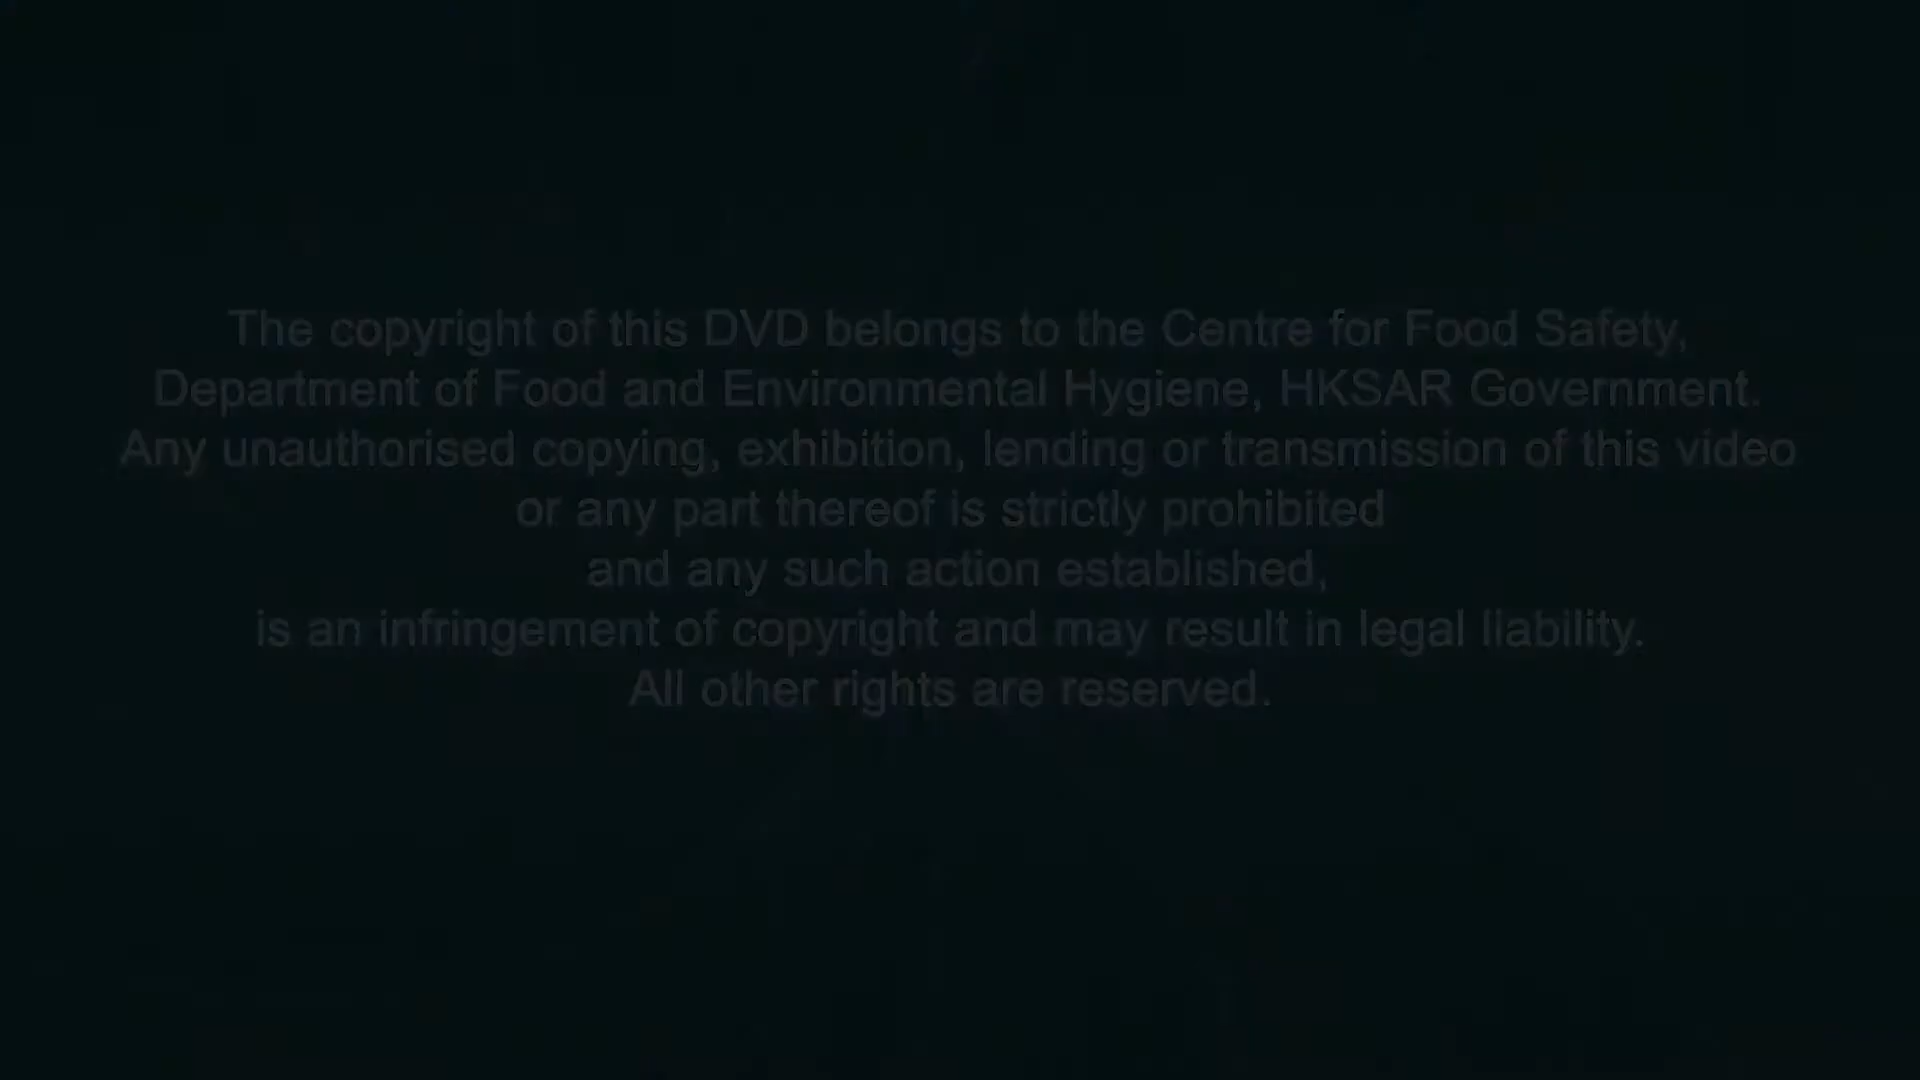 The copyright of this DVD belongs to the Centre for Food Safety,
Department of Food and Environmental Hygiene, HKSAR Government.
Any unauthorised copying, exhibition, lending or transmission of this video
or any part thereof is strictly prohibited
and any such action established,
is an infringement of copyright and may result in legal liability.
All other rights are reserved.